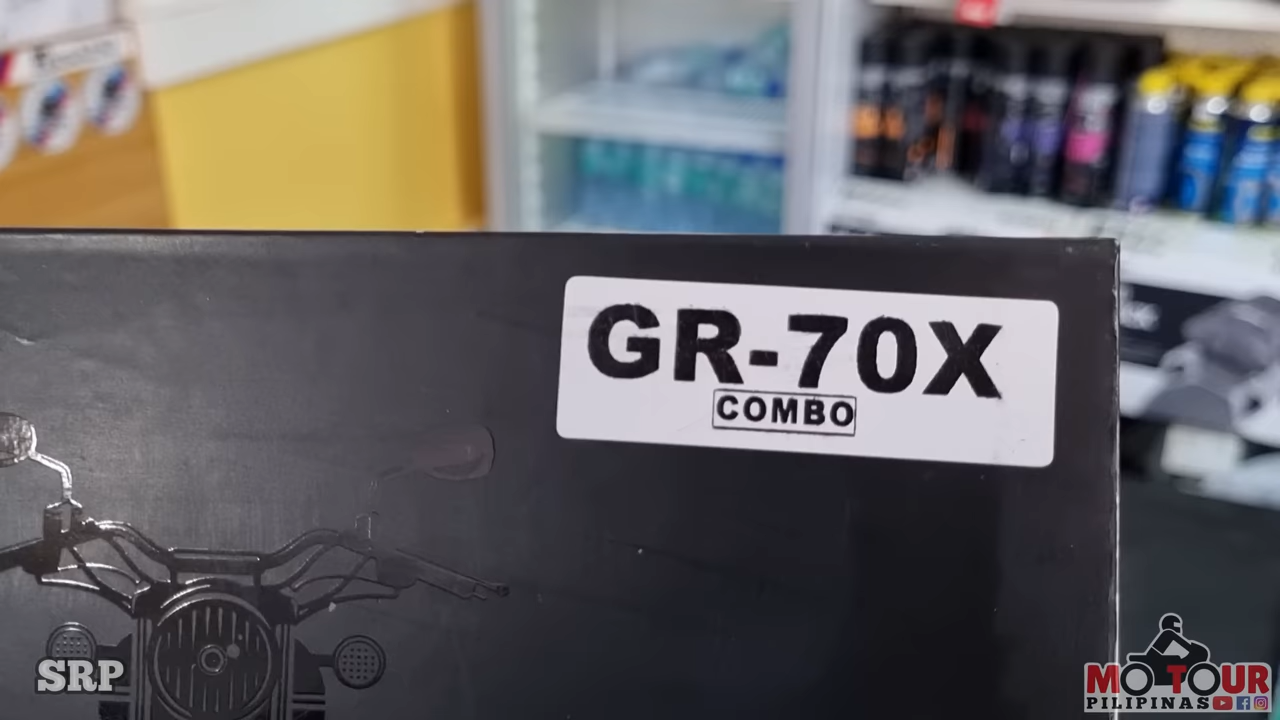 GR-70X
COMBO
SRP
MOTOUR
PILIPINAS